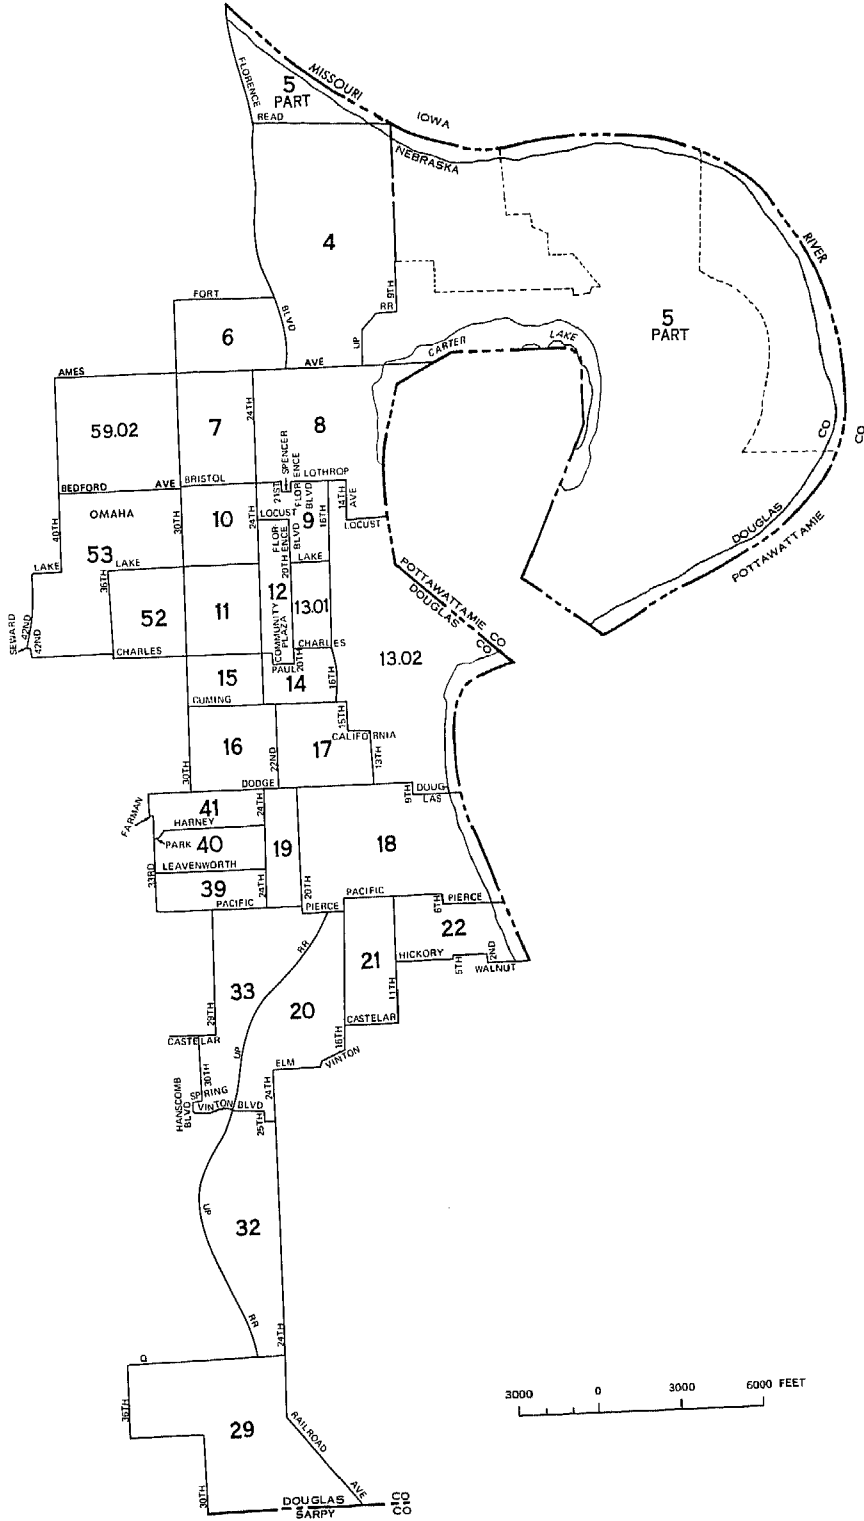 FLORENCE
5
PART
MISSOURI
IOWA
READ
NEBRASKA
RIVER
4
9TH
RR
UP
FORT
BLVD
6
5
PART
AVE
CARTER
LAKE
AMES
59.02
7
24TH
8
SPENCER
FLORENCE
BEDFORD
AVE
BRISTOL
21ST
LOTHROP
FLOR
BLVD
16TH
14TH
AVE
LOCUST
CO
CO
DOUGLAS
POTTAWATTAMIE
OMAHA
40TH
30TH
10
24TH
LOCUST
FLOR-
ENCE
BLVD
9
20TH
LAKE
53
LAKE
LAKE
36TH
52
11
12
COMMUNITY
PLAZA
13.01
POTTAWATTAMIE CO
DOUGLAS CO
SEWARD
42ND
42ND
CHARLES
CHARLES
20TH
PAUL
13.02
15
14
16TH
CUMING
15TH
16
22ND
17
CALIFORNIA
13TH
30TH
DODGE
9TH
DOUG
LAS
FARMAN
41
24TH
HARNEY
PARK
40
19
18
LEAVENWORTH
33RD
39
24TH
20TH
PACIFIC
PACIFIC
PIERCE
6TH
PIERCE
22
RR
21
HICKORY
5TH
2ND
WALNUT
33
29TH
20
11TH
CASTELAR
CASTELAR
UP
16TH
VINTON
ELM
30TH
24TH
HANSCOMB
BLVD
SPRING
VINTON BLVD
25TH
UP
32
RR
24TH
Q
36TH
29
RAILROAD
AVE
30TH
DOUGLAS CO
SARPY CO
3000 0 3000 6000 FEET